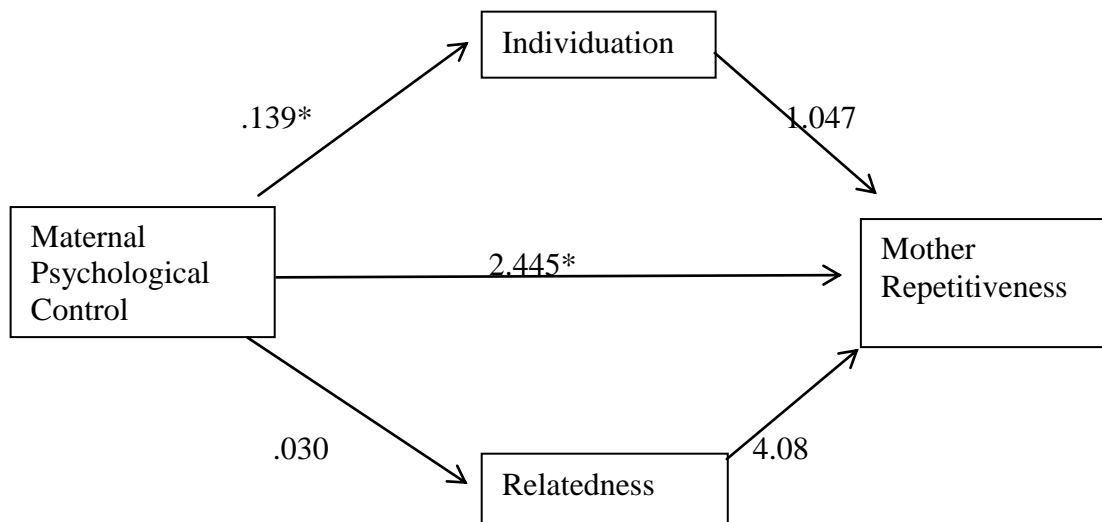 Individuation
.139*
1.047
Maternal
Psychological
Control
2.445*
Mother
Repetitiveness
.030
4.08
Relatedness